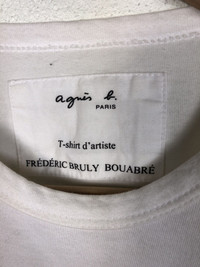 agnès b.
PARIS
T-shirt d'artiste
FRÉDÉRIC BRULY BOUABRÉ